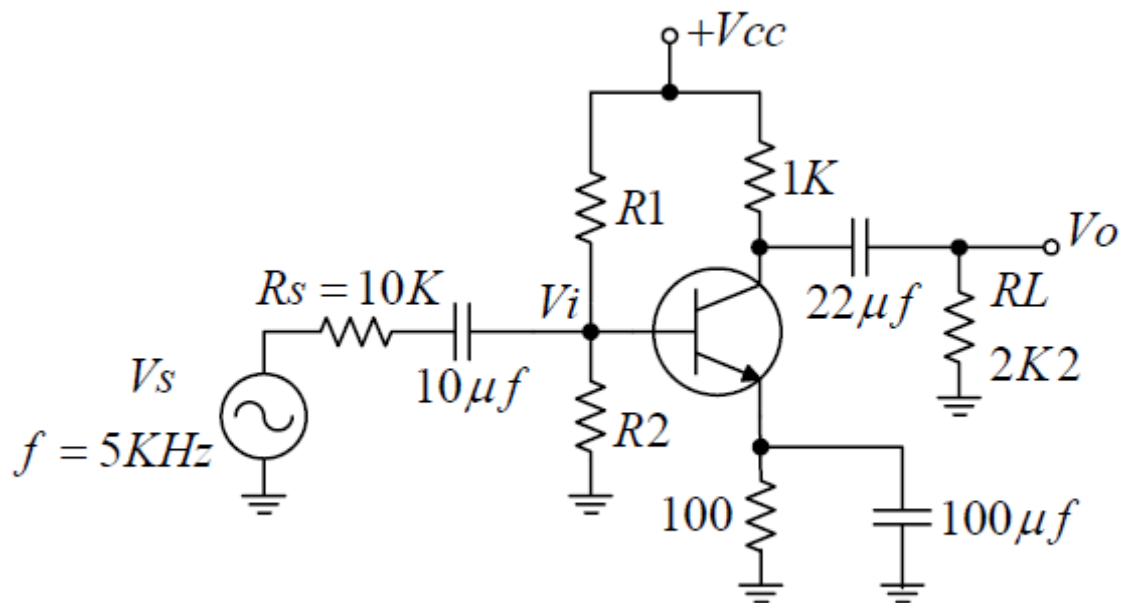 +Vcc
1K
R1
Vo
Rs = 10K
Vi
22μf
RL
Vs
10μf
2K2
f = 5KHz
R2
100
100μf